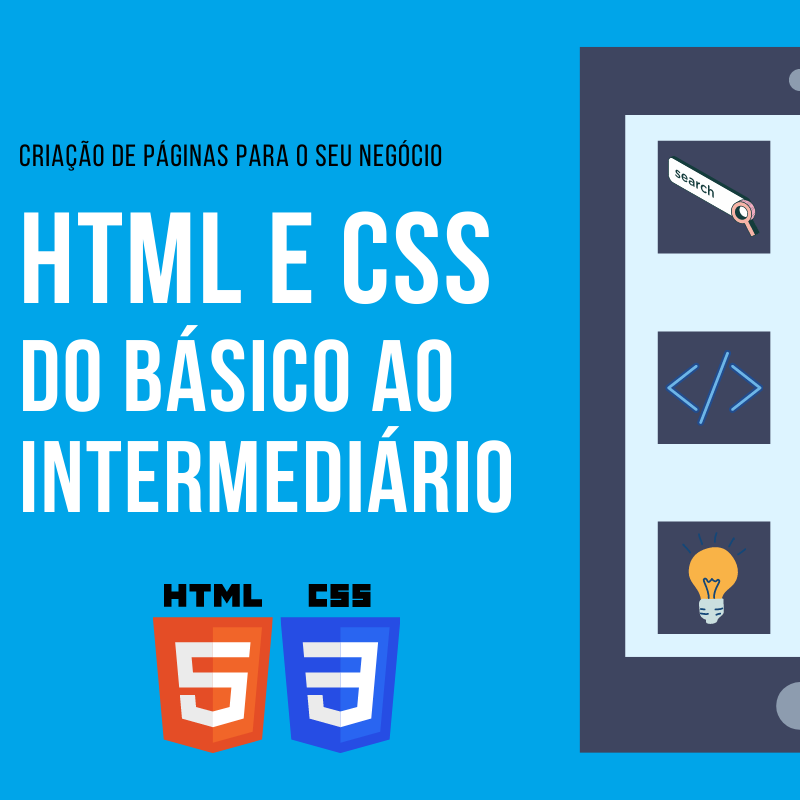 CRIAÇÃO DE PÁGINAS PARA O SEU NEGÓCIO
HTML E CSS
DO BÁSICO AO
INTERMEDIÁRIO
search
</>
HTML CSS
5 3